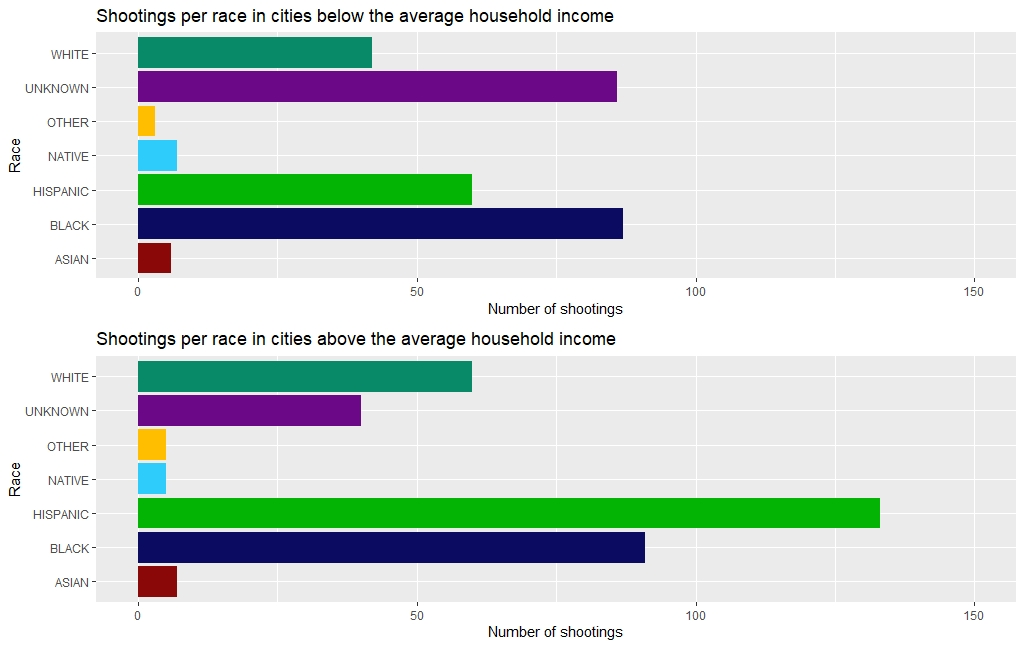 Shootings per race in cities below the average household income
Race
WHITE
UNKNOWN
OTHER
NATIVE
HISPANIC
BLACK
ASIAN
0 50 100 150
Number of shootings
Shootings per race in cities above the average household income
Race
WHITE
UNKNOWN
OTHER
NATIVE
HISPANIC
BLACK
ASIAN
0 50 100 150
Number of shootings